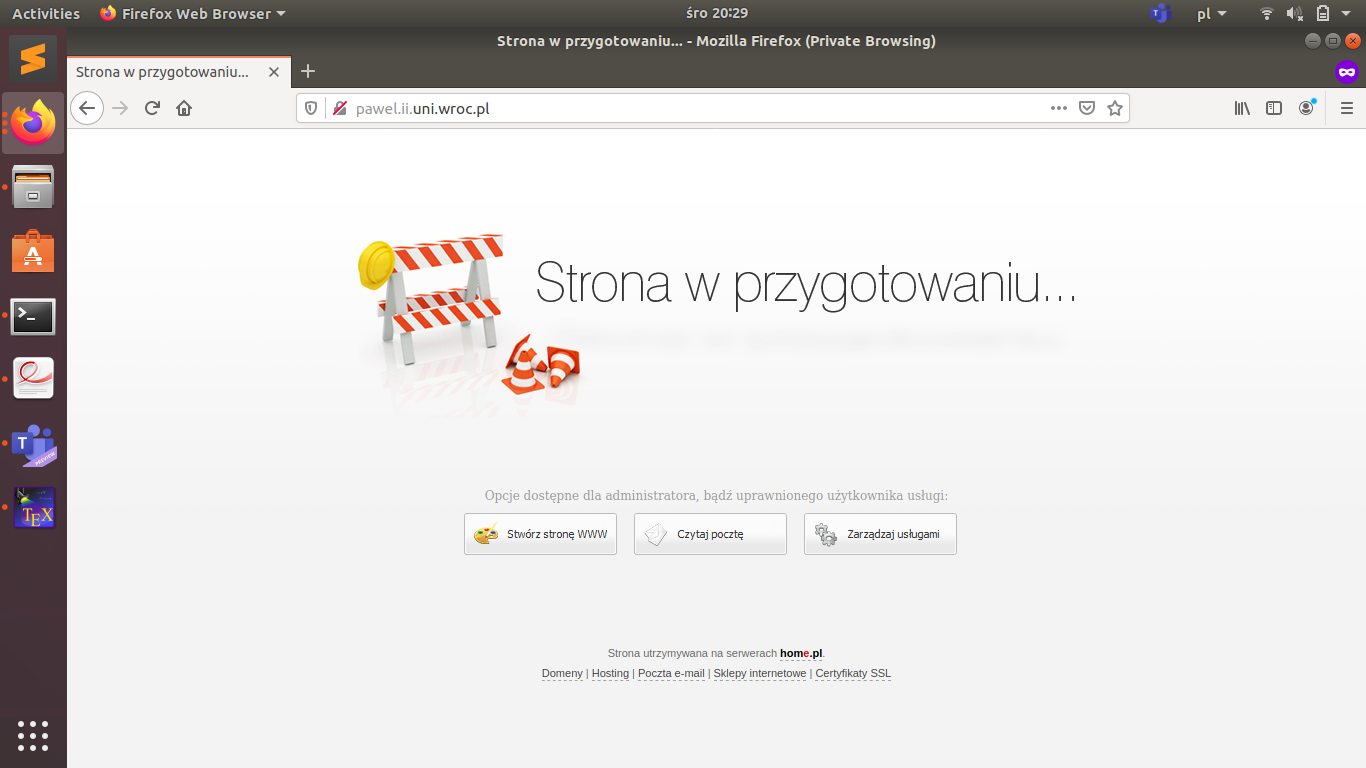 Activities Firefox Web Browser śro 20:29 pl
Strona w przygotowaniu... - Mozilla Firefox (Private Browsing)
Strona w przygotowaniu...
pawel.ii.uni.wroc.pl
Strona w przygotowaniu...
T
PREVIEW
TEX
Opcje dostępne dla administratora, bądź uprawnionego użytkownika usługi:
Stwórz stronę WWW Czytaj pocztę Zarządzaj usługami
Strona utrzymywana na serwerach home.pl.
Domeny | Hosting | Poczta e-mail | Sklepy internetowe | Certyfikaty SSL